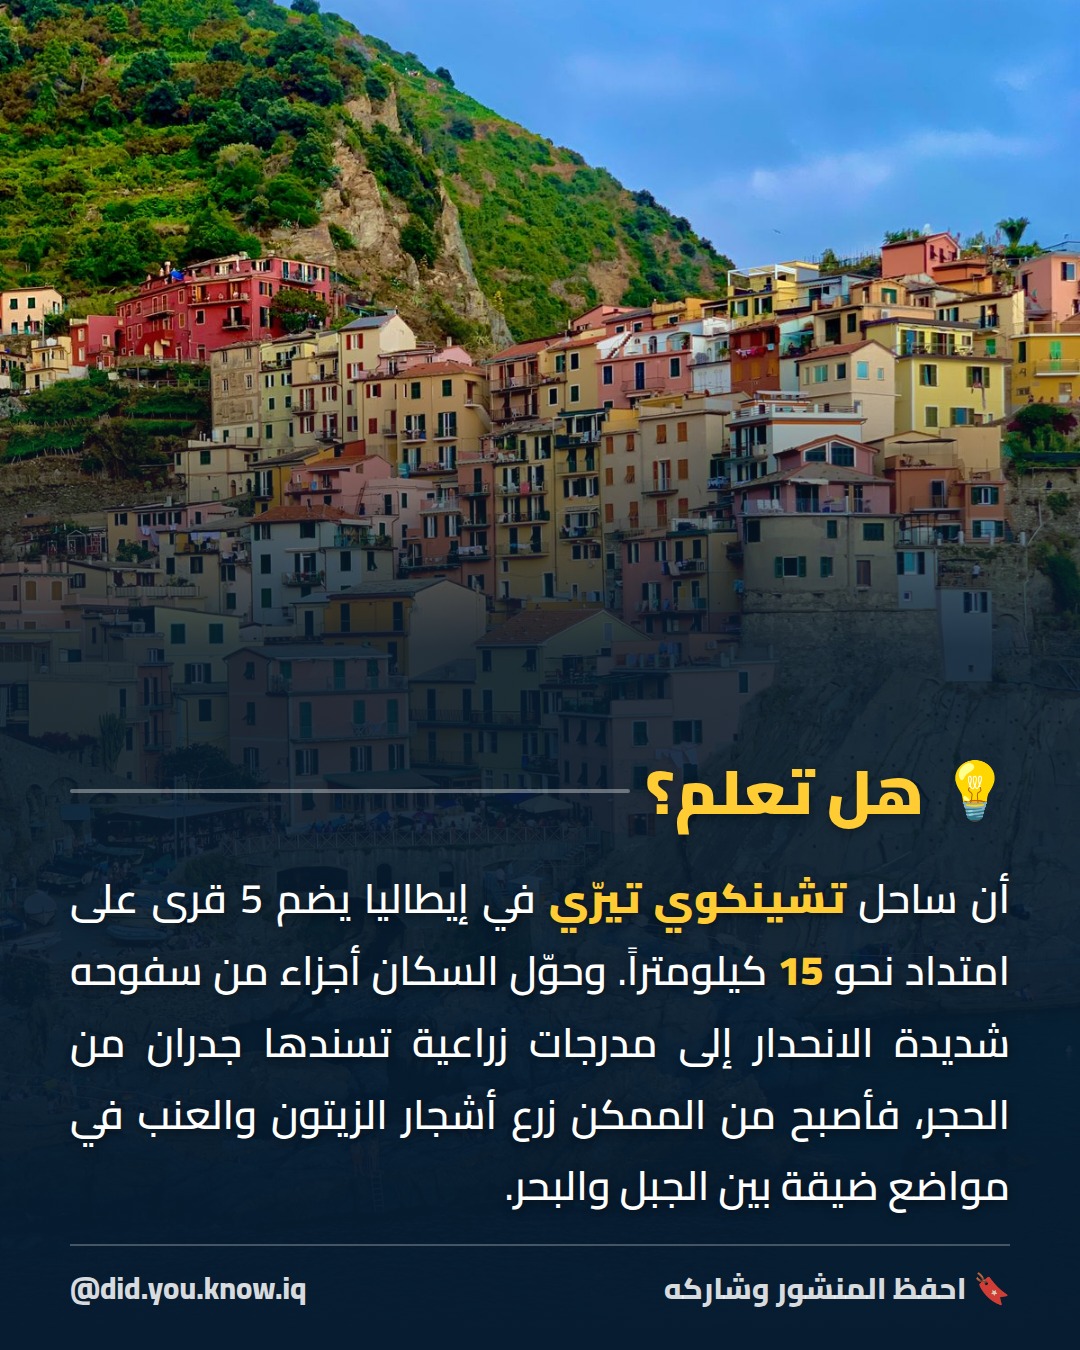 💡 هل تعلم؟
أن ساحل تشينكوي تيرّي في إيطاليا يضم 5 قرى على
امتداد نحو 15 كيلومتراً. وحوّل السكان أجزاء من سفوحه
شديدة الانحدار إلى مدرجات زراعية تسندها جدران من
الحجر، فأصبح من الممكن زرع أشجار الزيتون والعنب في
مواضع ضيقة بين الجبل والبحر.
🔖 احفظ المنشور وشاركه
@did.you.know.iq